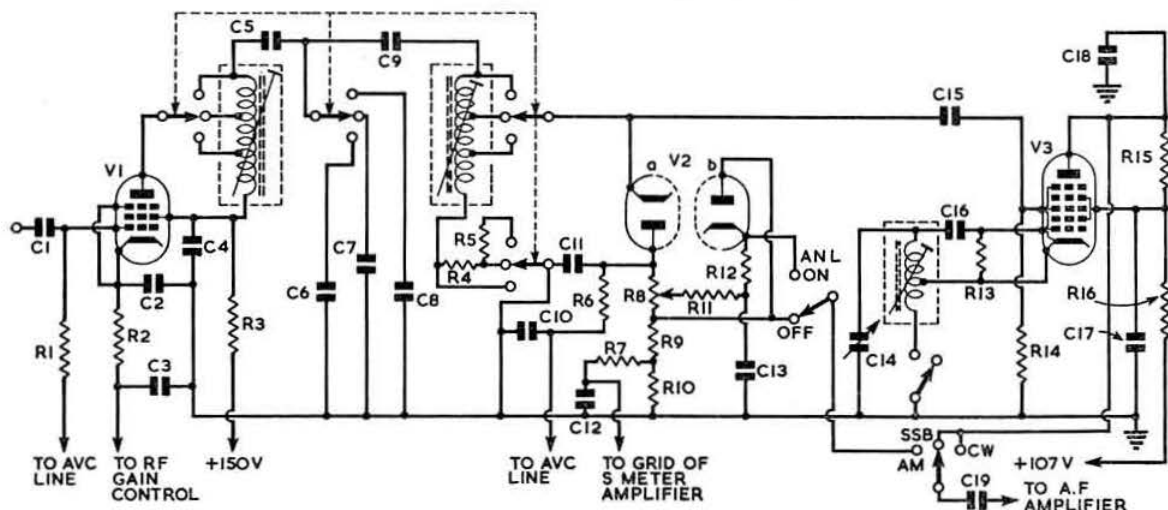 C5
C9
C18
C15
R15
V1
V2
a
b
V3
C1
C4
R5
R4
C11
R12
ANL
ON
C16
C2
C6
C7
C8
C10
R6
R8
R11
OFF
R13
R16
R1
R2
R3
R7
R9
R10
C13
C14
R14
C17
C3
C12
TO AVC
LINE
TO RF
GAIN
CONTROL
+150V
TO AVC
LINE
TO GRID OF
S METER
AMPLIFIER
SSB
AM
CW
+107V
C19
TO A.F
AMPLIFIER